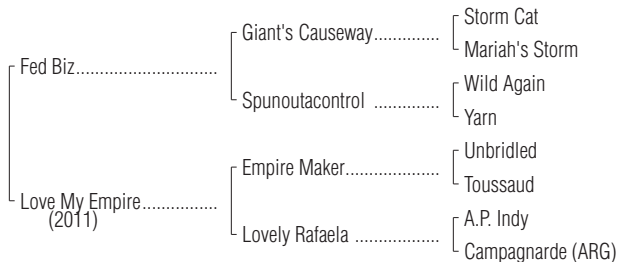 Storm Cat
Giant's Causeway..............
Mariah's Storm
Fed Biz..............................
Wild Again
Spunoutacontrol ..............
Yarn
Unbridled
Empire Maker....................
Toussaud
Love My Empire................
(2011)
A.P. Indy
Lovely Rafaela ..................
Campagnarde (ARG)